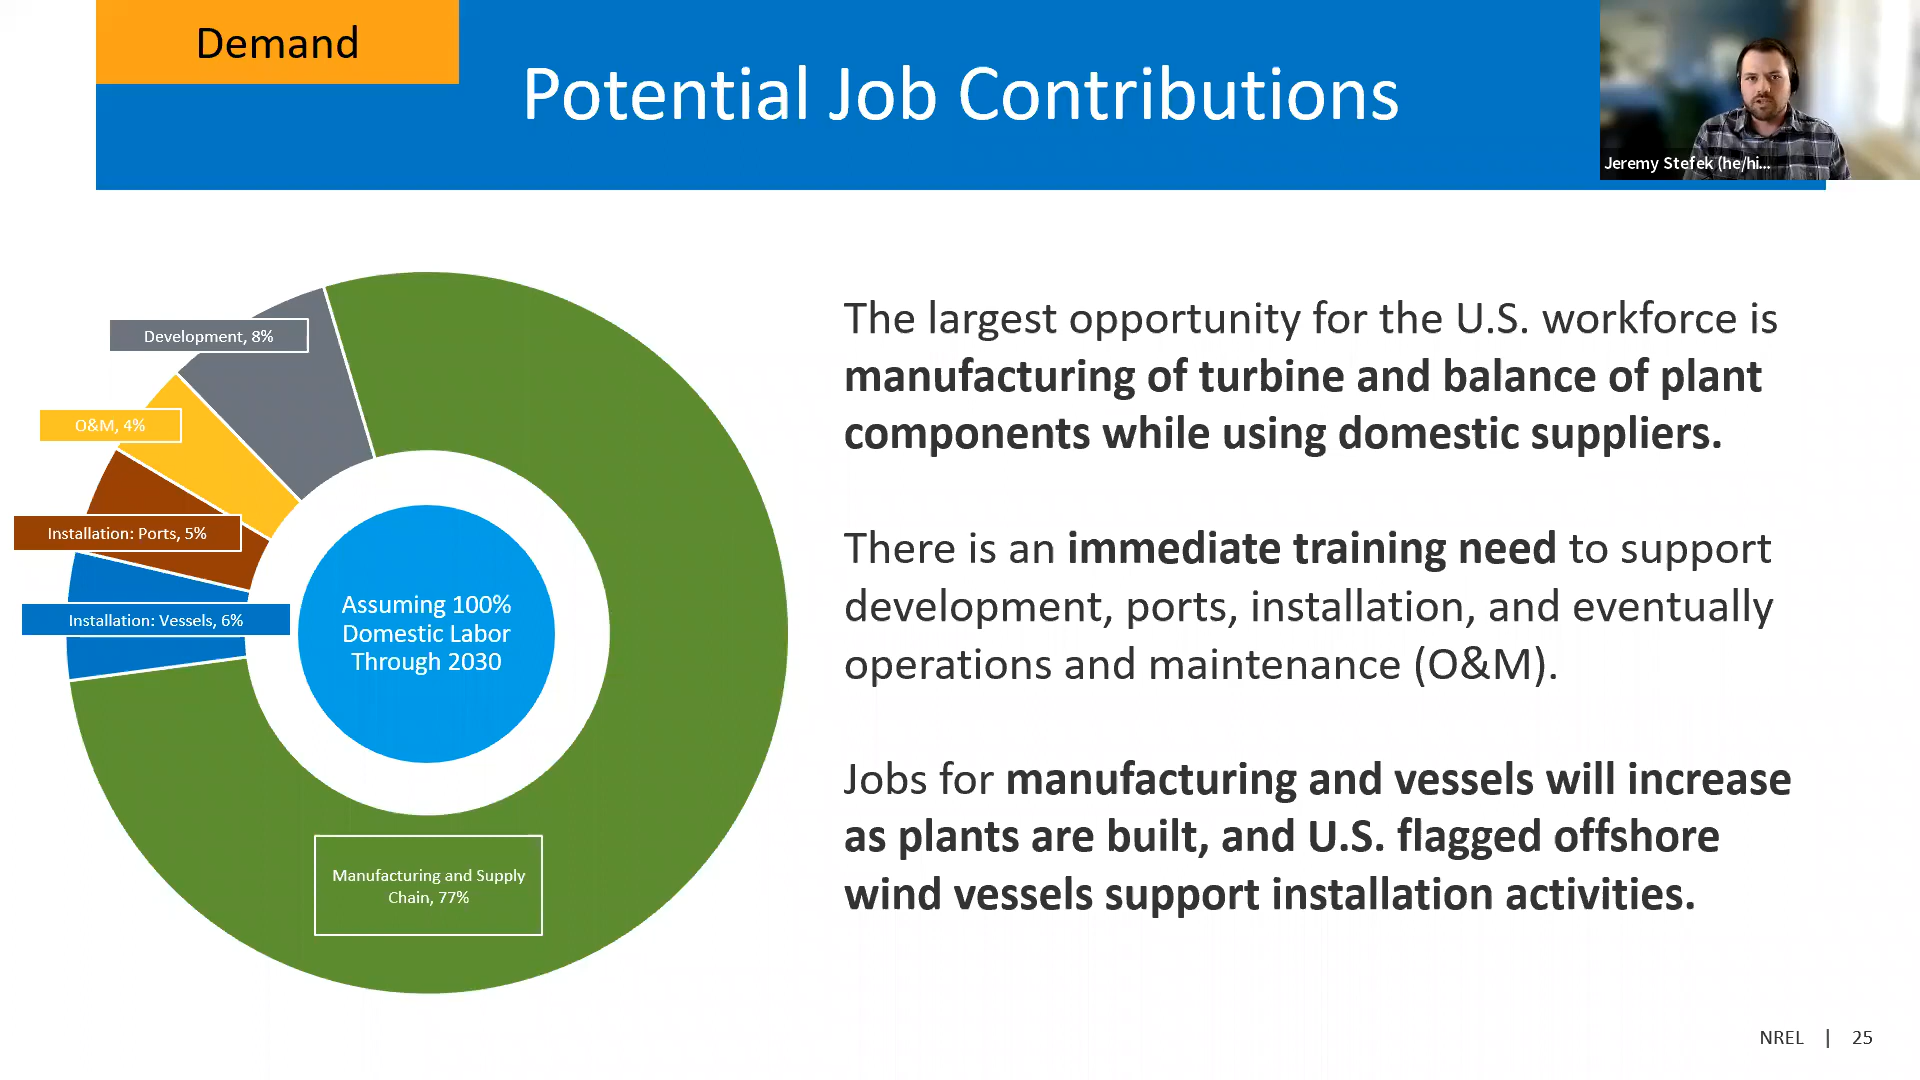 Demand
Potential Job Contributions
Jeremy Stefek (he/hi...
Development, 8%
O&M, 4%
Installation: Ports, 5%
Installation: Vessels, 6%
Assuming 100%
Domestic Labor
Through 2030
Manufacturing and Supply
Chain, 77%
The largest opportunity for the U.S. workforce is
manufacturing of turbine and balance of plant
components while using domestic suppliers.
There is an immediate training need to support
development, ports, installation, and eventually
operations and maintenance (O&M).
Jobs for manufacturing and vessels will increase
as plants are built, and U.S. flagged offshore
wind vessels support installation activities.
NREL | 25